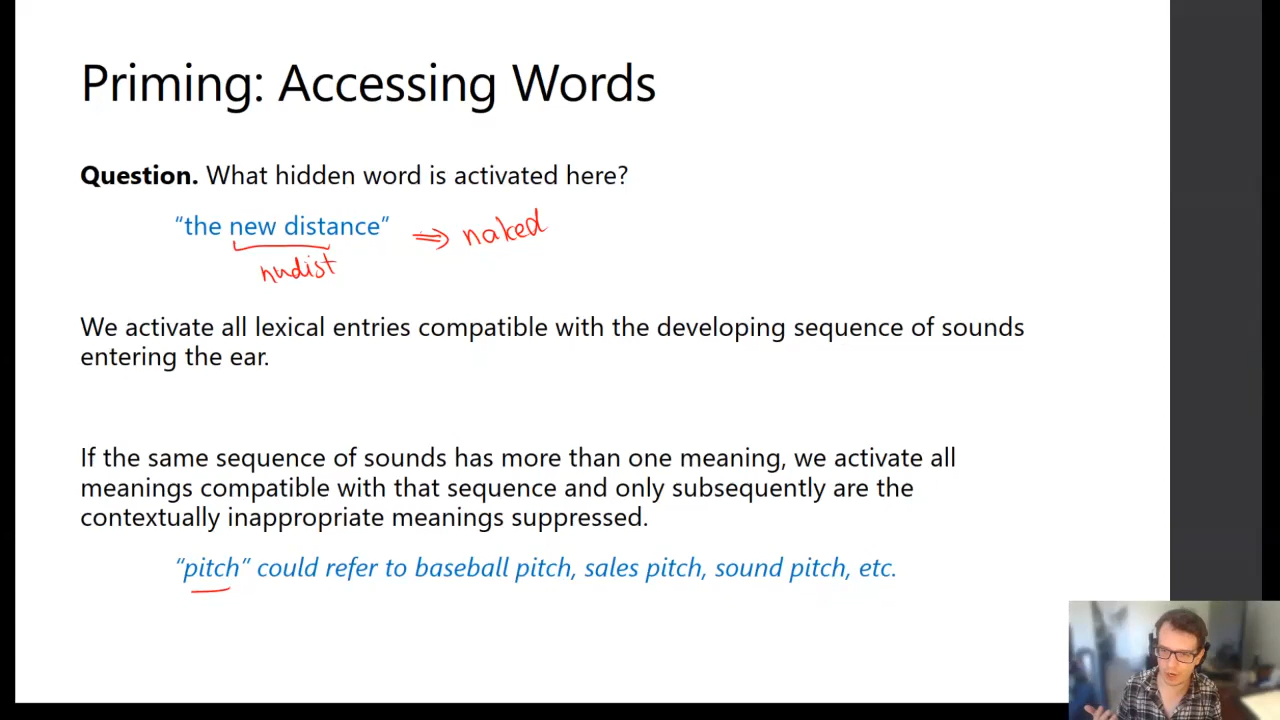 Priming: Accessing Words
Question. What hidden word is activated here?
“the new distance” ⇒ naked
nudist
We activate all lexical entries compatible with the developing sequence of sounds
entering the ear.
If the same sequence of sounds has more than one meaning, we activate all
meanings compatible with that sequence and only subsequently are the
contextually inappropriate meanings suppressed.
“pitch” could refer to baseball pitch, sales pitch, sound pitch, etc.